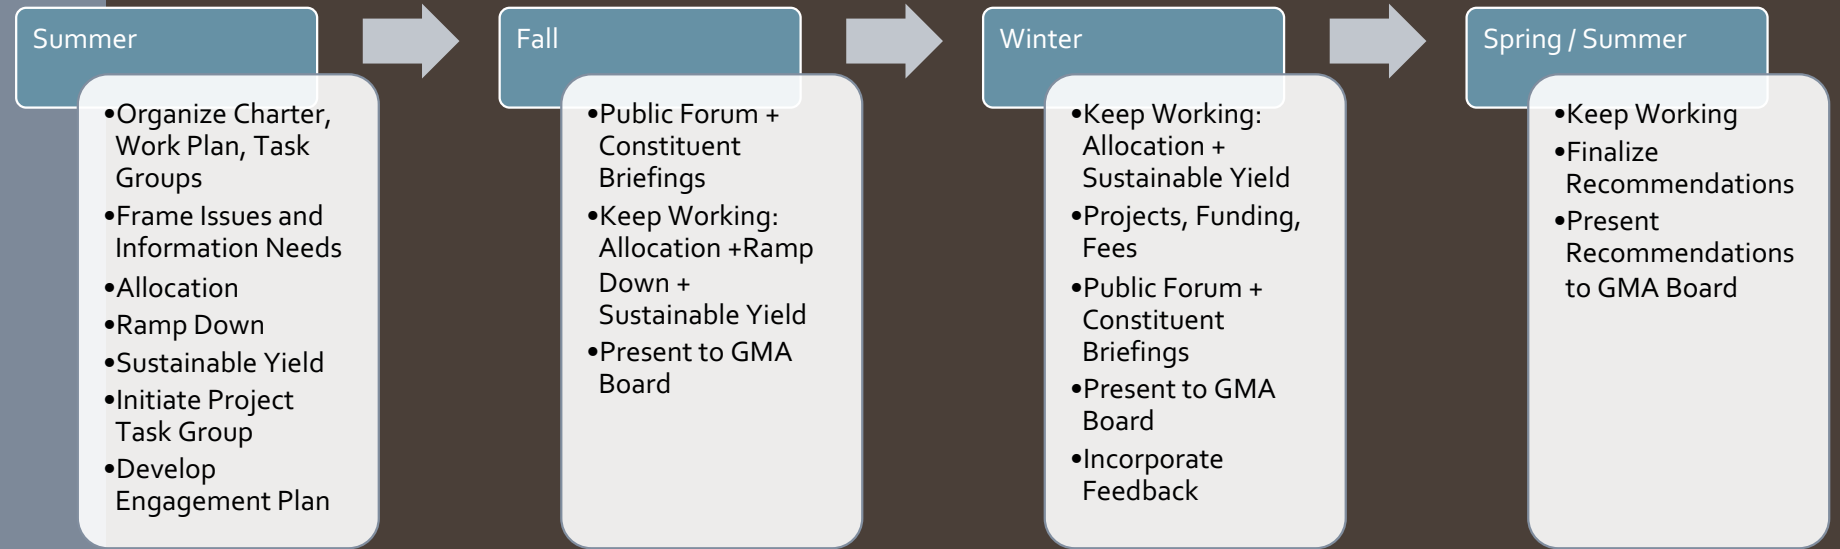 Summer
•Organize Charter,
Work Plan, Task
Groups
•Frame Issues and
Information Needs
•Allocation
•Ramp Down
•Sustainable Yield
•Initiate Project
Task Group
•Develop
Engagement Plan
Fall
•Public Forum +
Constituent
Briefings
•Keep Working:
Allocation +Ramp
Down +
Sustainable Yield
•Present to GMA
Board
Winter
•Keep Working:
Allocation +
Sustainable Yield
•Projects, Funding,
Fees
•Public Forum +
Constituent
Briefings
•Present to GMA
Board
•Incorporate
Feedback
Spring / Summer
•Keep Working
•Finalize
Recommendations
•Present
Recommendations
to GMA Board